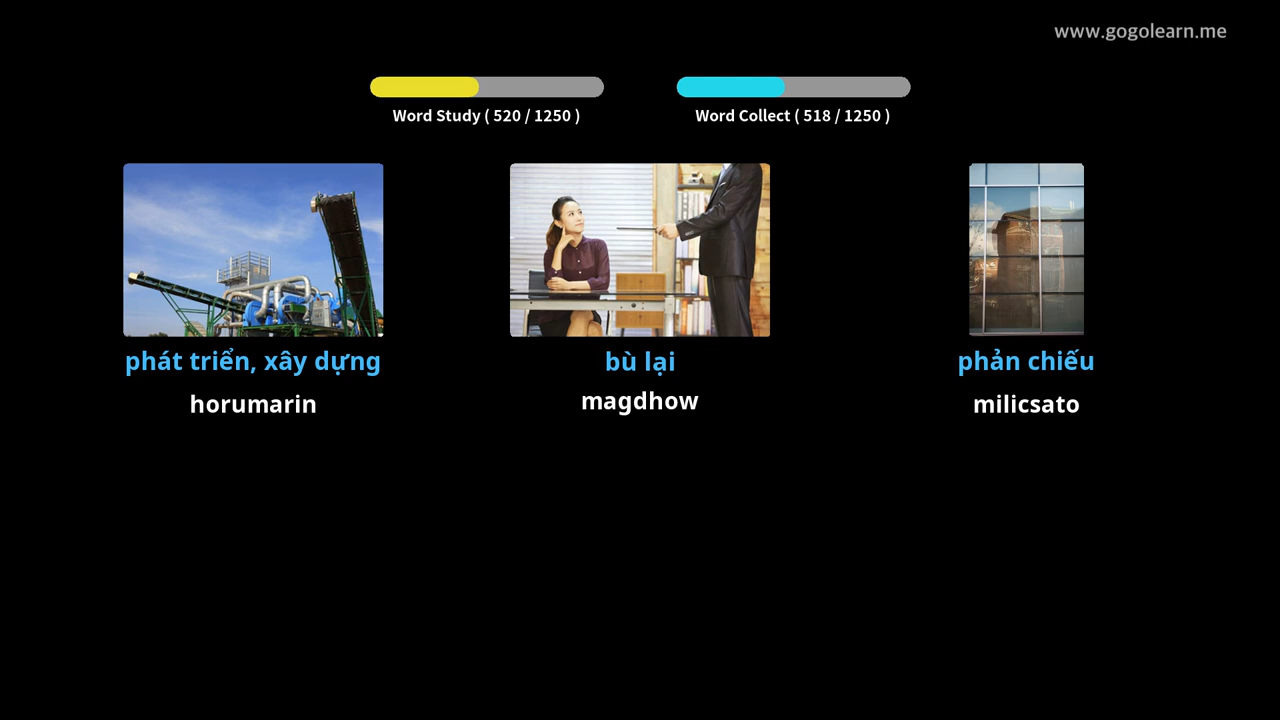 www.gogolearn.me
Word Study ( 520 / 1250 )
Word Collect ( 518 / 1250 )
phát triển, xây dựng
bù lại
phản chiếu
horumarin
magdhow
milicsato